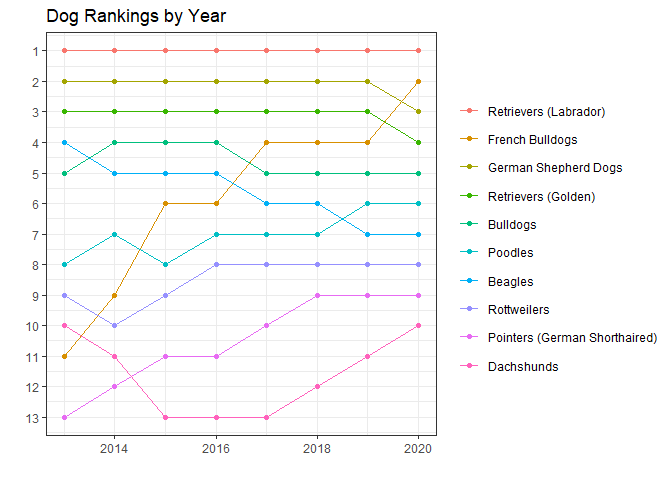 Dog Rankings by Year
1
2
3
4
5
6
7
8
9
10
11
12
13
2014 2016 2018 2020
Retrievers (Labrador)
French Bulldogs
German Shepherd Dogs
Retrievers (Golden)
Bulldogs
Poodles
Beagles
Rottweilers
Pointers (German Shorthaired)
Dachshunds